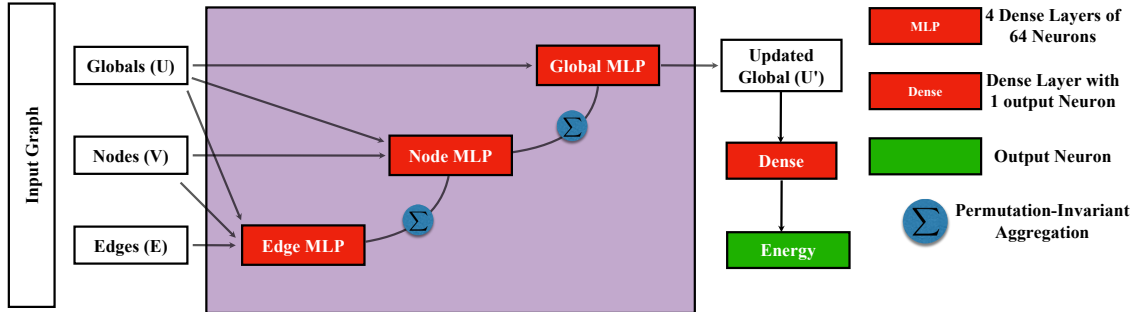 Input Graph
Globals (U)
Nodes (V)
Edges (E)
Global MLP
Σ
Node MLP
Σ
Edge MLP
Updated
Global (U')
Dense
Energy
MLP
4 Dense Layers of
64 Neurons
Dense
Dense Layer with
1 output Neuron
Output Neuron
Σ
Permutation-Invariant
Aggregation